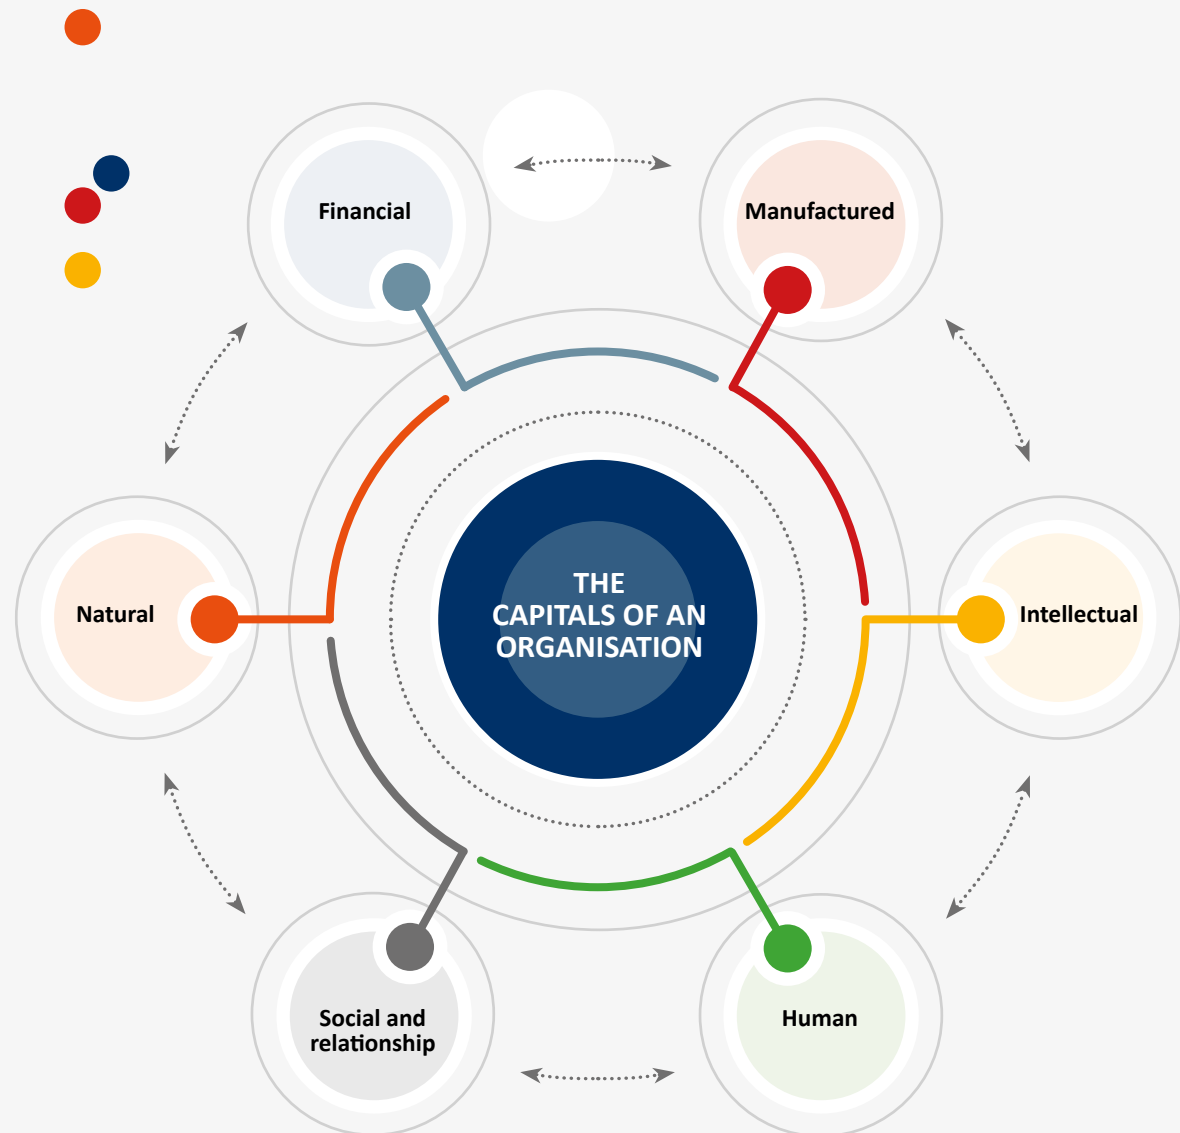 Financial
Manufactured
THE
CAPITALS OF AN
ORGANISATION
Natural
Intellectual
Social and
relationship
Human